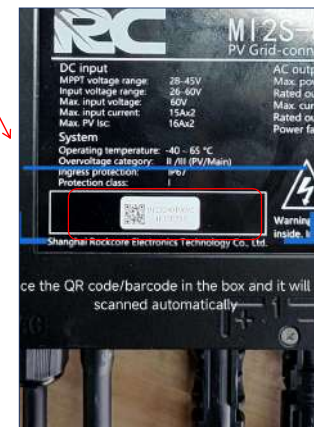 RC
MI2S-
PV Grid-conn
DC input
MPPT voltage range: 28-45V
Input voltage range: 26-60V
Max. input voltage: 60V
Max. input current: 15Ax2
Max. PV Isc: 16Ax2
System
Operating temperature: -40 - 65 ℃
Overvoltage category: II /III (PV/Main)
Ingress protection: IP67
Protection class: I
AC outp
Max. po
Rated ou
Max. cur
Rated ou
Power fa
Warning
inside. I
Shanghai Rockcore Electronics Technology Co., Ltd.
ce the QR code/barcode in the box and it will
scanned automatically